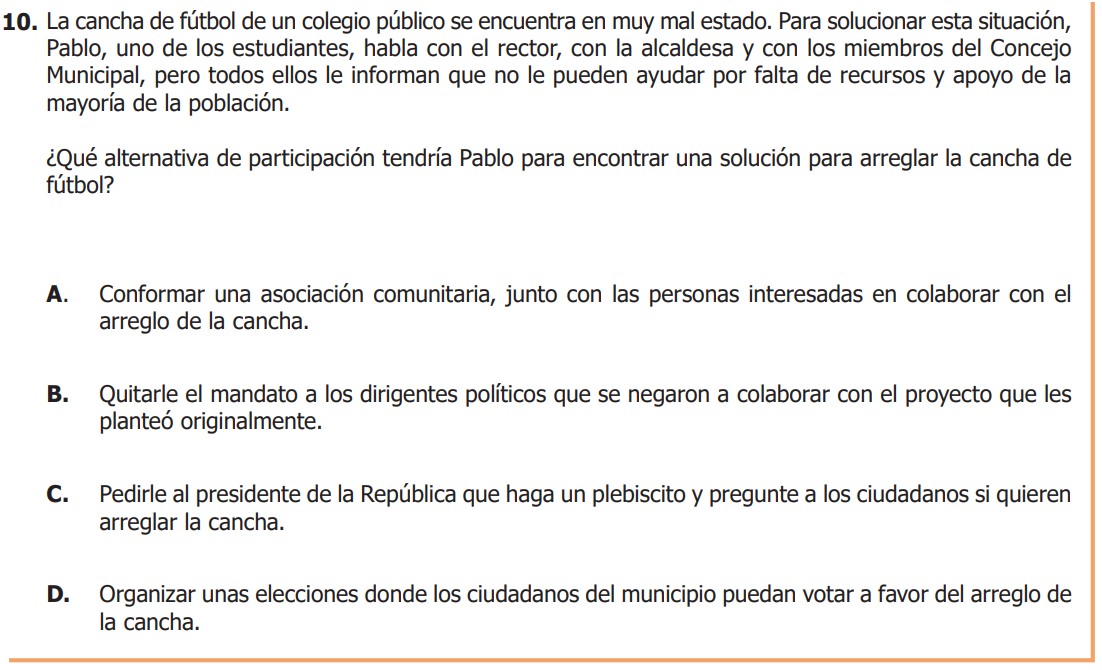 10. La cancha de fútbol de un colegio público se encuentra en muy mal estado. Para solucionar esta situación,
Pablo, uno de los estudiantes, habla con el rector, con la alcaldesa y con los miembros del Concejo
Municipal, pero todos ellos le informan que no le pueden ayudar por falta de recursos y apoyo de la
mayoría de la población.
¿Qué alternativa de participación tendría Pablo para encontrar una solución para arreglar la cancha de
fútbol?
A. Conformar una asociación comunitaria, junto con las personas interesadas en colaborar con el
arreglo de la cancha.
B. Quitarle el mandato a los dirigentes políticos que se negaron a colaborar con el proyecto que les
planteó originalmente.
C. Pedirle al presidente de la República que haga un plebiscito y pregunte a los ciudadanos si quieren
arreglar la cancha.
D. Organizar unas elecciones donde los ciudadanos del municipio puedan votar a favor del arreglo de
la cancha.